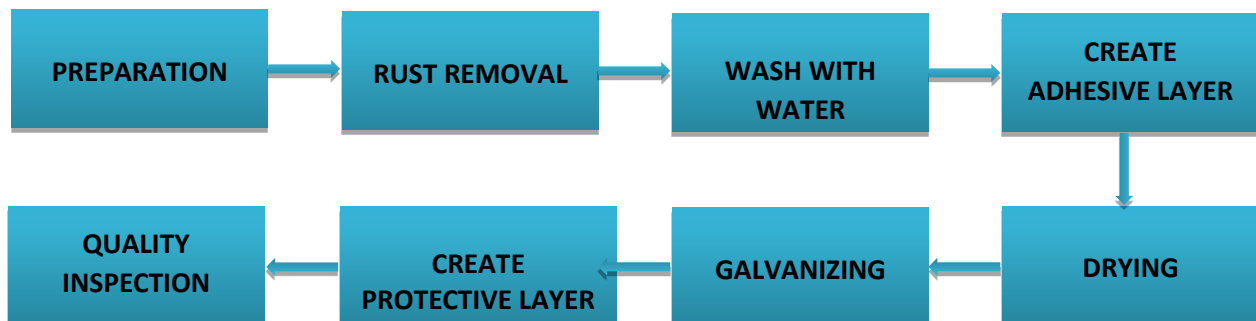 PREPARATION
RUST REMOVAL
WASH WITH
WATER
CREATE
ADHESIVE LAYER
DRYING
GALVANIZING
CREATE
PROTECTIVE LAYER
QUALITY
INSPECTION